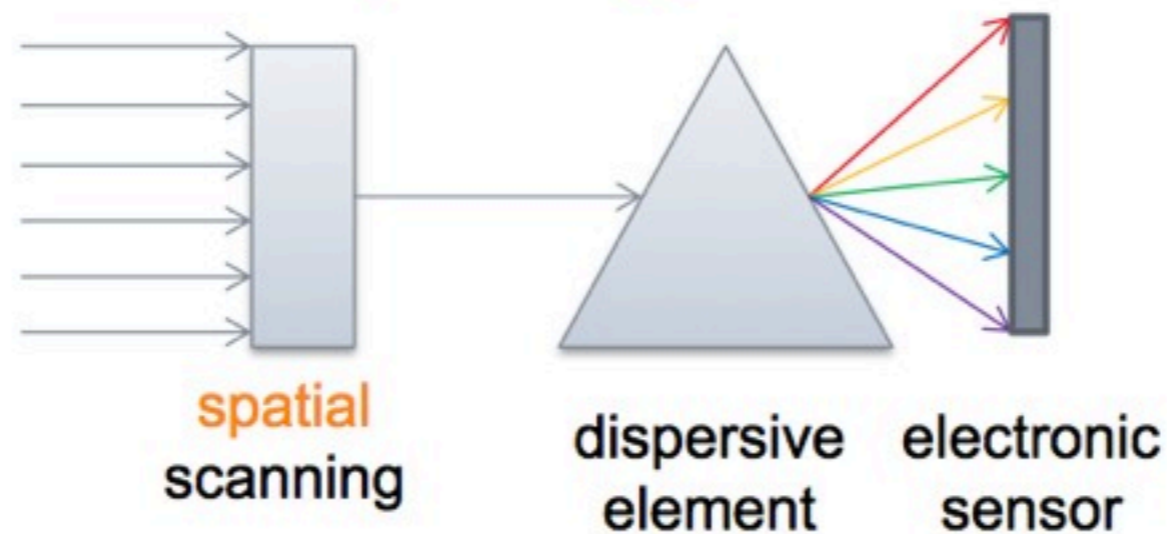 spatial
scanning
dispersive
element
electronic
sensor